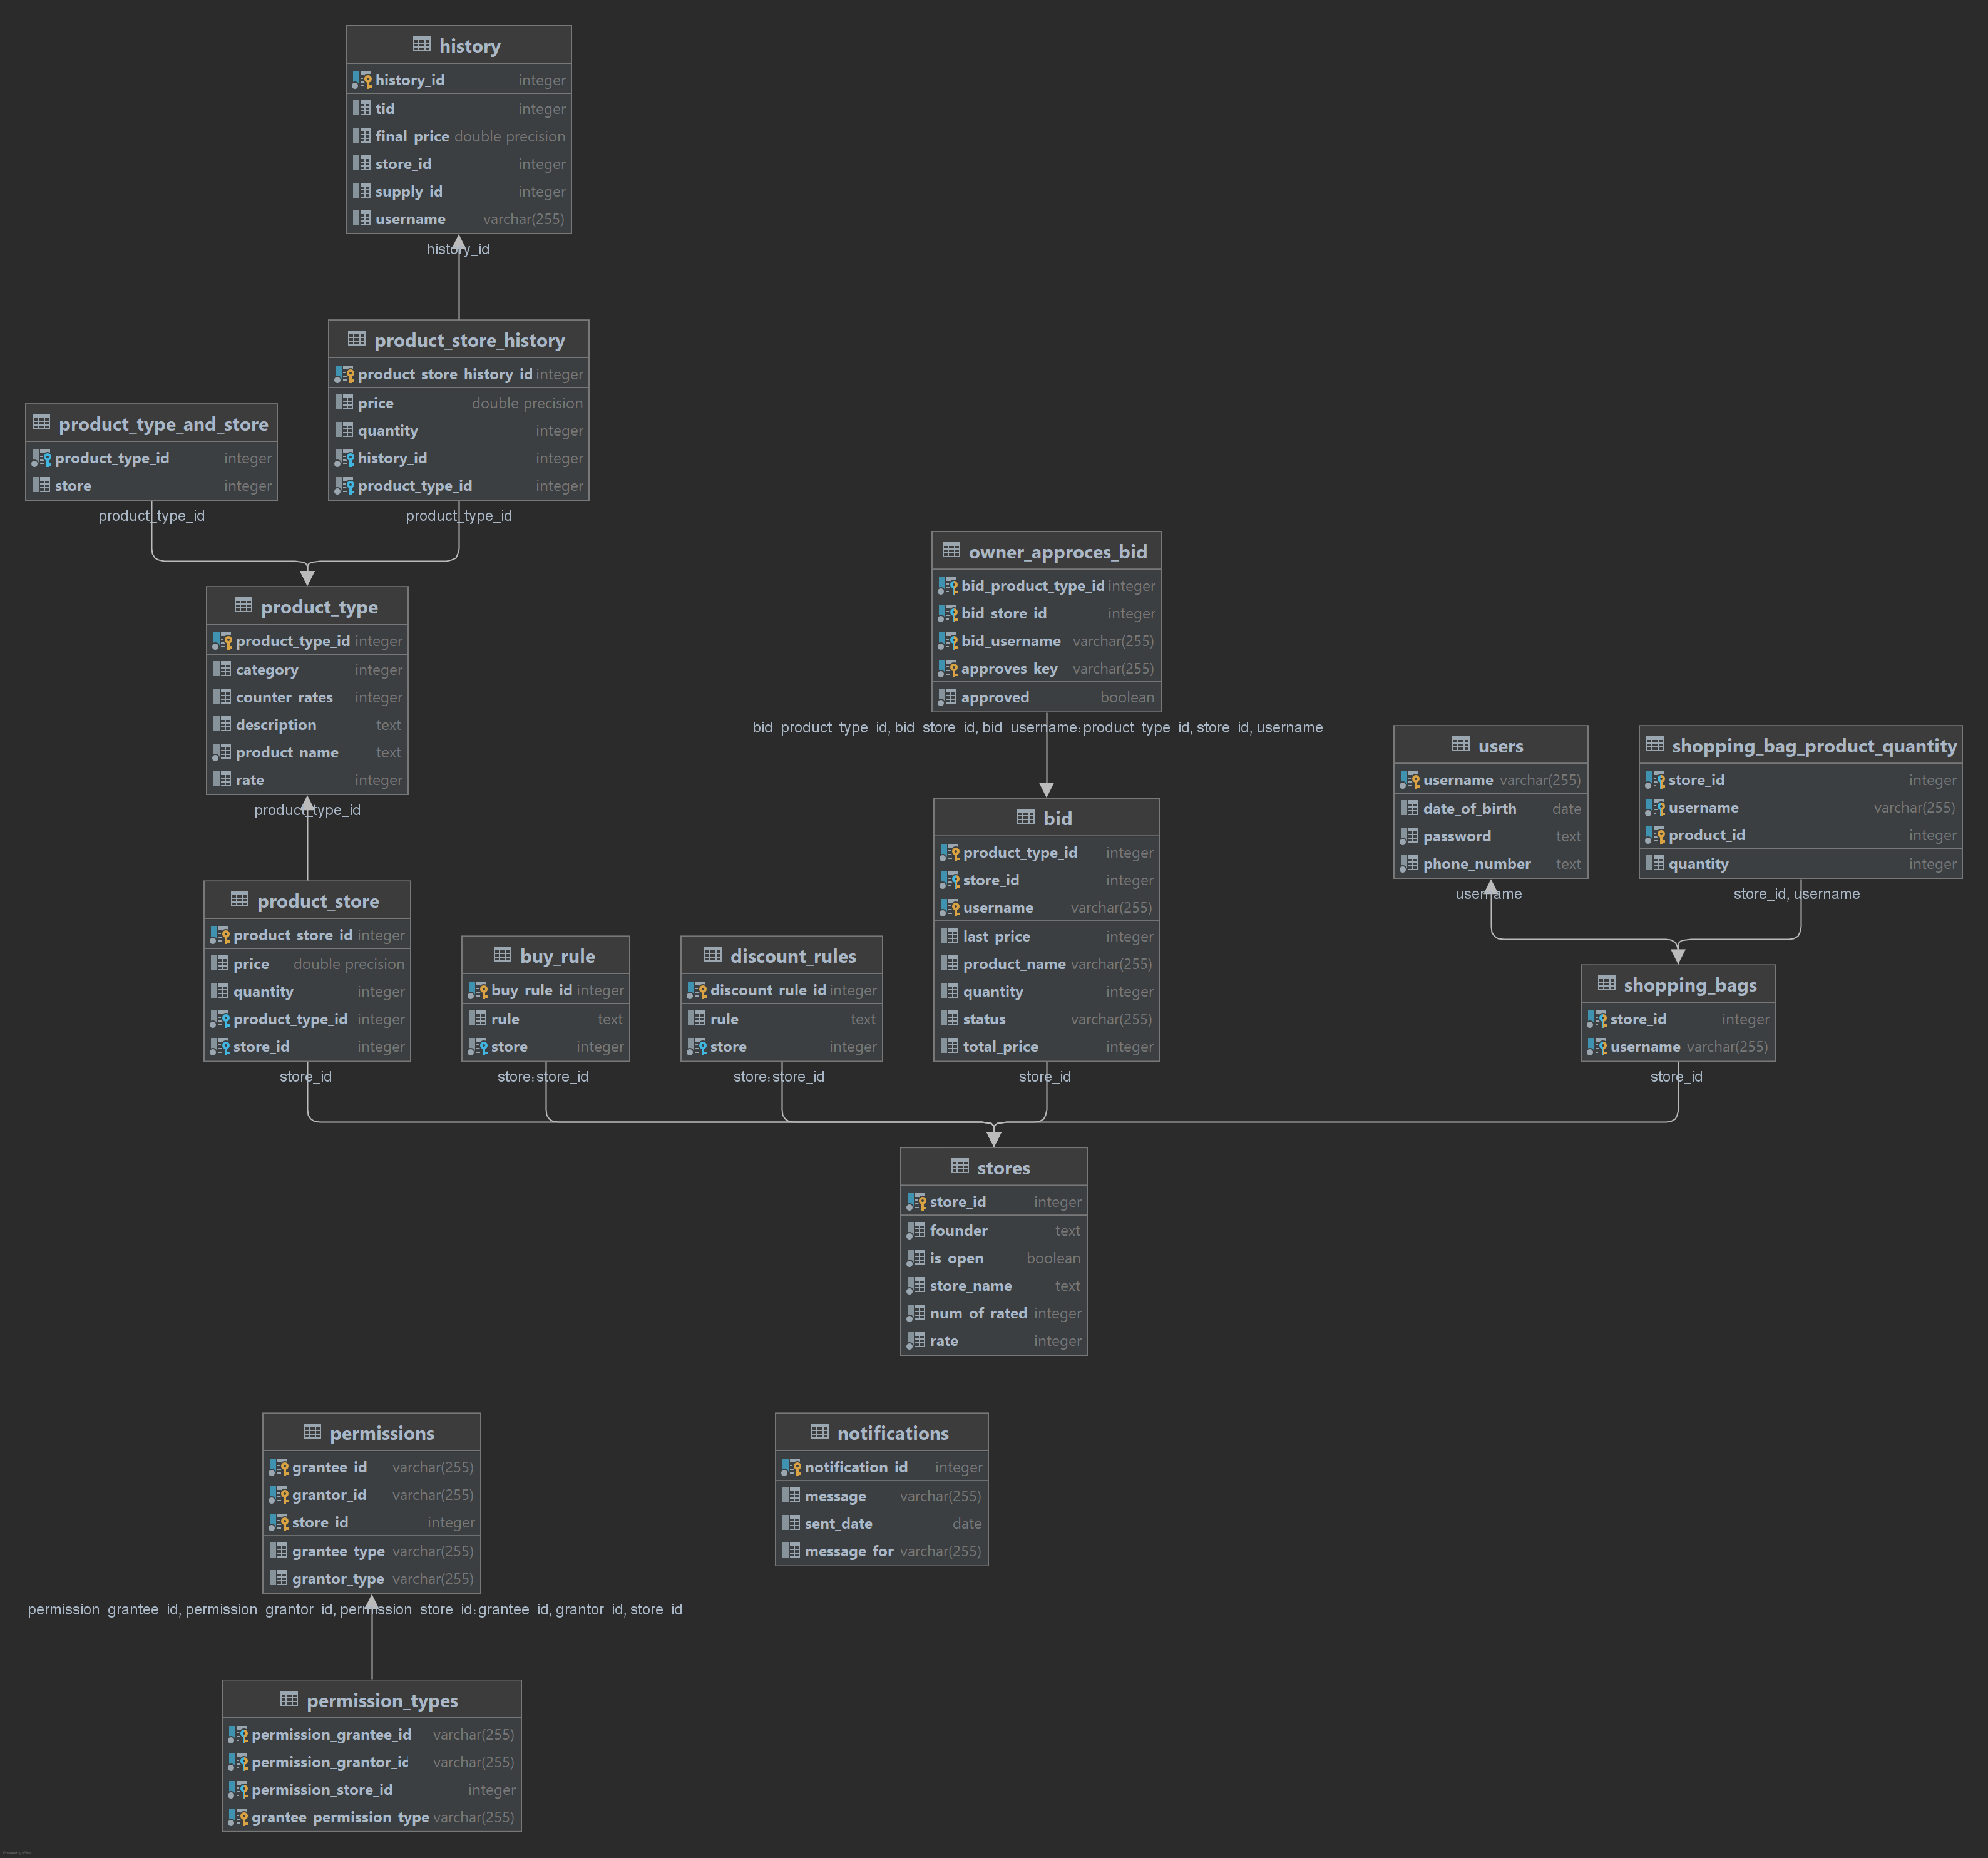 history
history_id integer
tid integer
final_price double precision
store_id integer
supply_id integer
username varchar(255)
history_id
product_store_history
product_store_history_id integer
price double precision
quantity integer
history_id integer
product_type_id integer
product_type_id
product_type_and_store
product_type_id integer
store integer
product_type_id
product_type
product_type_id integer
category integer
counter_rates integer
description text
product_name text
rate integer
product_type_id
product_store
product_store_id integer
price double precision
quantity integer
product_type_id integer
store_id integer
store_id
buy_rule
buy_rule_id integer
rule text
store integer
store: store_id
discount_rules
discount_rule_id integer
rule text
store integer
store: store_id
owner_approces_bid
bid_product_type_id integer
bid_store_id integer
bid_username varchar(255)
approves_key varchar(255)
approved boolean
bid_product_type_id, bid_store_id, bid_username: product_type_id, store_id, username
bid
product_type_id integer
store_id integer
username varchar(255)
last_price integer
product_name varchar(255)
quantity integer
status varchar(255)
total_price integer
store_id
users
username varchar(255)
date_of_birth date
password text
phone_number text
username
shopping_bag_product_quantity
store_id integer
username varchar(255)
product_id integer
quantity integer
store_id, username
shopping_bags
store_id integer
username varchar(255)
store_id
stores
store_id integer
founder text
is_open boolean
store_name text
num_of_rated integer
rate integer
permissions
grantee_id varchar(255)
grantor_id varchar(255)
store_id integer
grantee_type varchar(255)
grantor_type varchar(255)
permission_grantee_id, permission_grantor_id, permission_store_id: grantee_id, grantor_id, store_id
notifications
notification_id integer
message varchar(255)
sent_date date
message_for varchar(255)
permission_types
permission_grantee_id varchar(255)
permission_grantor_id varchar(255)
permission_store_id integer
grantee_permission_type varchar(255)